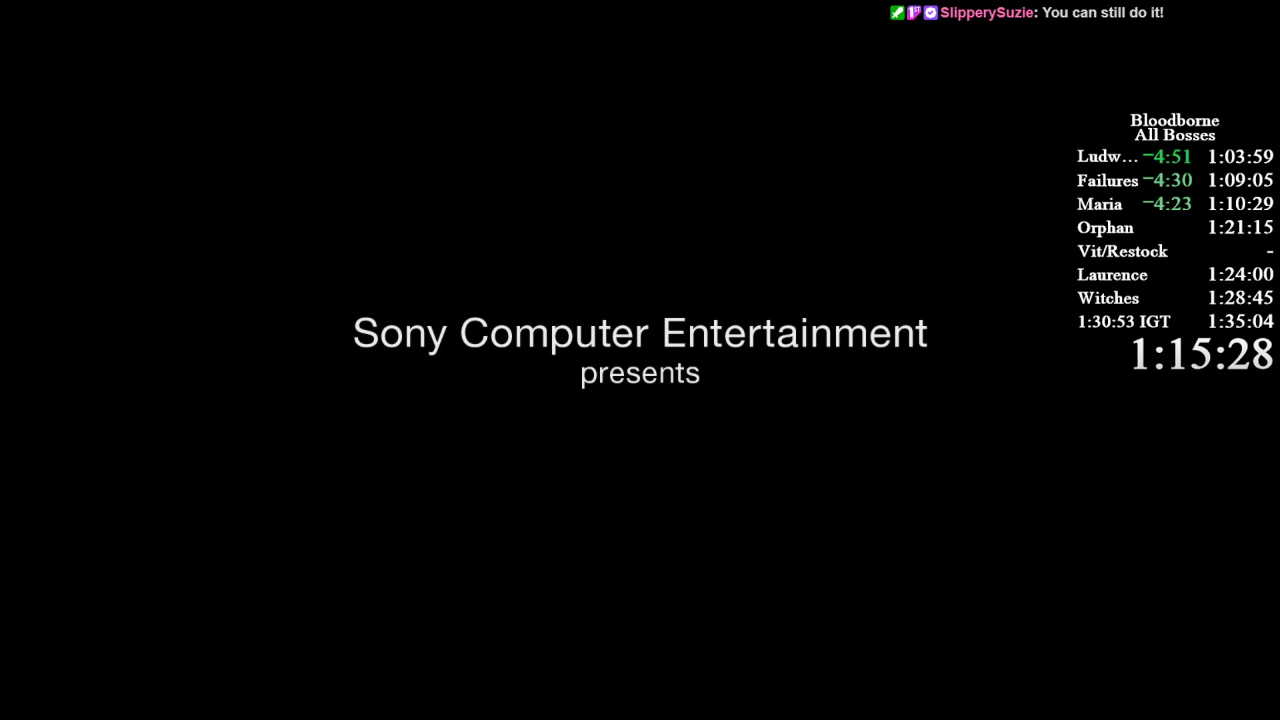 SlipperySuzie: You can still do it!
Bloodborne
All Bosses
Ludw... −4:51 1:03:59
Failures −4:30 1:09:05
Maria −4:23 1:10:29
Orphan 1:21:15
Vit/Restock -
Laurence 1:24:00
Witches 1:28:45
1:30:53 IGT 1:35:04
1:15:28
Sony Computer Entertainment
presents